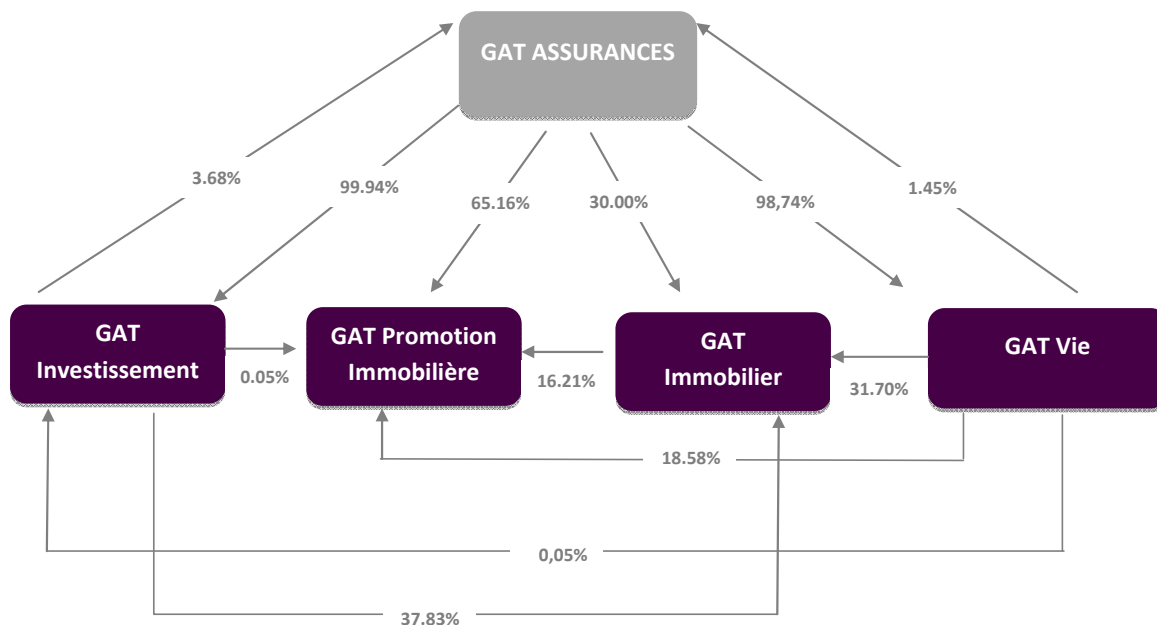 GAT ASSURANCES
3.68%
99.94%
65.16%
30.00%
98,74%
1.45%
GAT
Investissement
0.05%
GAT Promotion
Immobilière
16.21%
GAT
Immobilier
31.70%
GAT Vie
18.58%
0,05%
37.83%